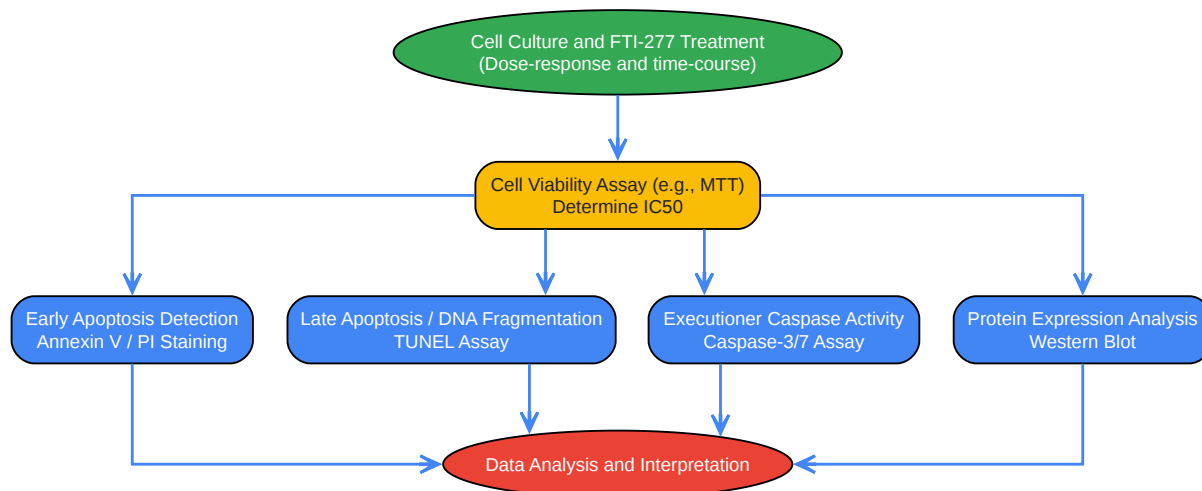 Cell Culture and FTI-277 Treatment
(Dose-response and time-course)
Cell Viability Assay (e.g., MTT)
Determine IC50
Early Apoptosis Detection
Annexin V / PI Staining
Late Apoptosis / DNA Fragmentation
TUNEL Assay
Executioner Caspase Activity
Caspase-3/7 Assay
Protein Expression Analysis
Western Blot
Data Analysis and Interpretation